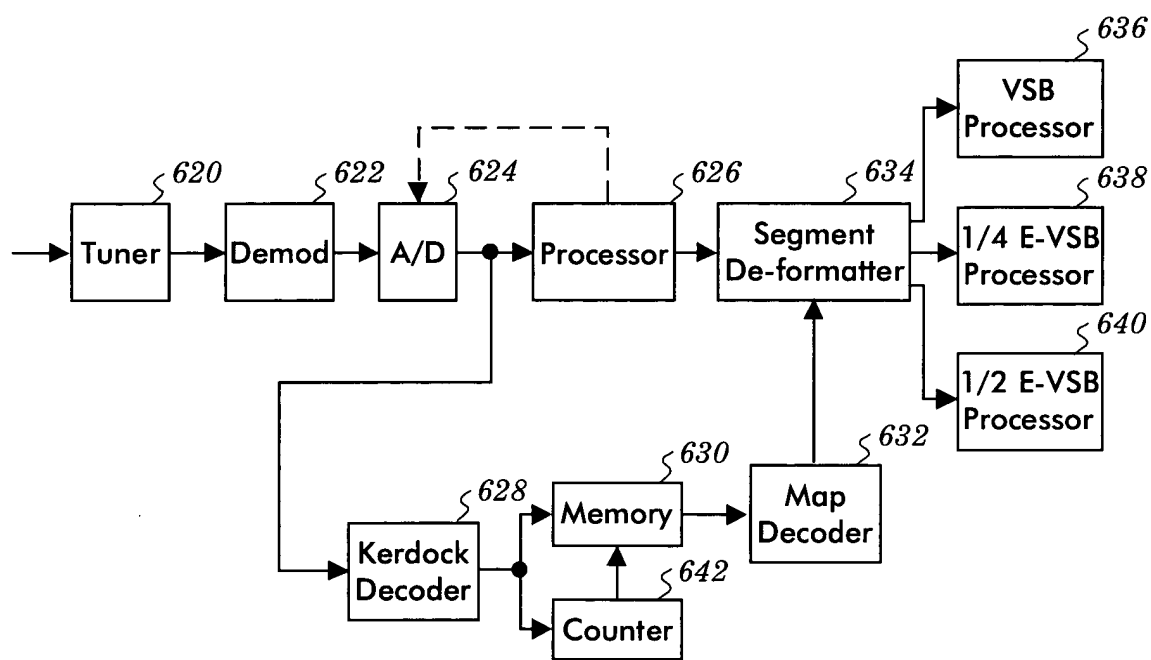 636
VSB
Processor
620
622
624
626
634
638
Tuner
Demod
A/D
Processor
Segment
De-formatter
1/4 E-VSB
Processor
640
1/2 E-VSB
Processor
632
630
628
Memory
Map
Decoder
Kerdock
Decoder
642
Counter